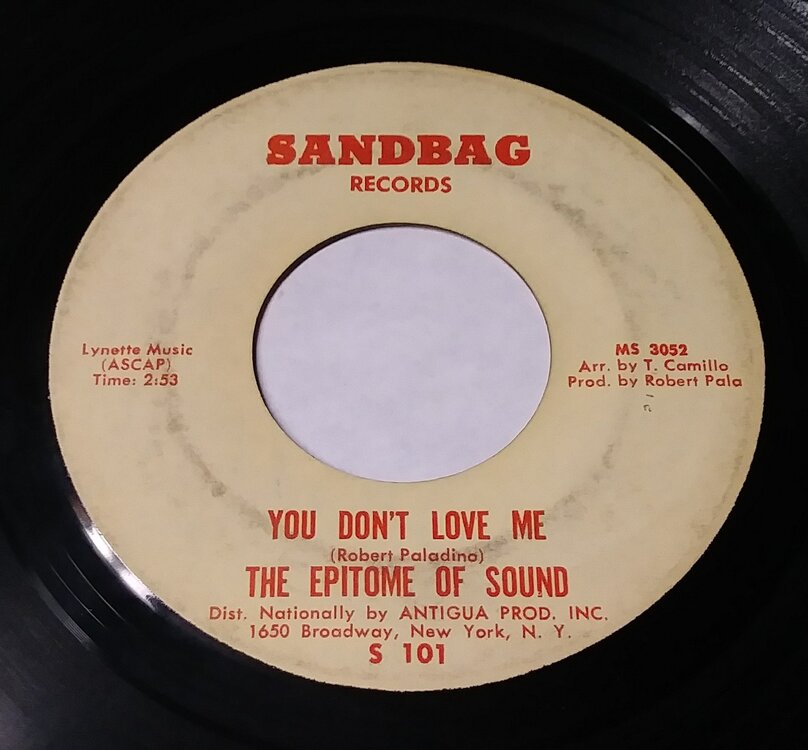 SANDBAG
RECORDS
Lynette Music
(ASCAP)
Time: 2:53
MS 3052
Arr. by T. Camillo
Prod. by Robert Pala
YOU DON'T LOVE ME
(Robert Paladino)
THE EPITOME OF SOUND
Dist. Nationally by ANTIGUA PROD. INC.
1650 Broadway, New York, N. Y.
S 101